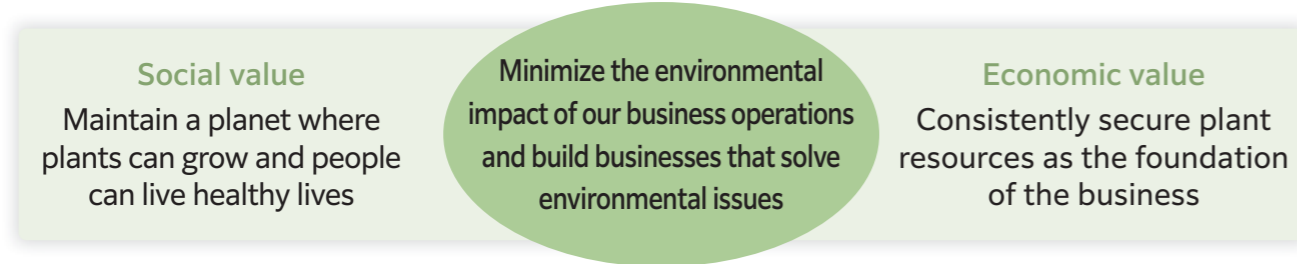 Social value
Maintain a planet where
plants can grow and people
can live healthy lives
Minimize the environmental
impact of our business operations
and build businesses that solve
environmental issues
Economic value
Consistently secure plant
resources as the foundation
of the business